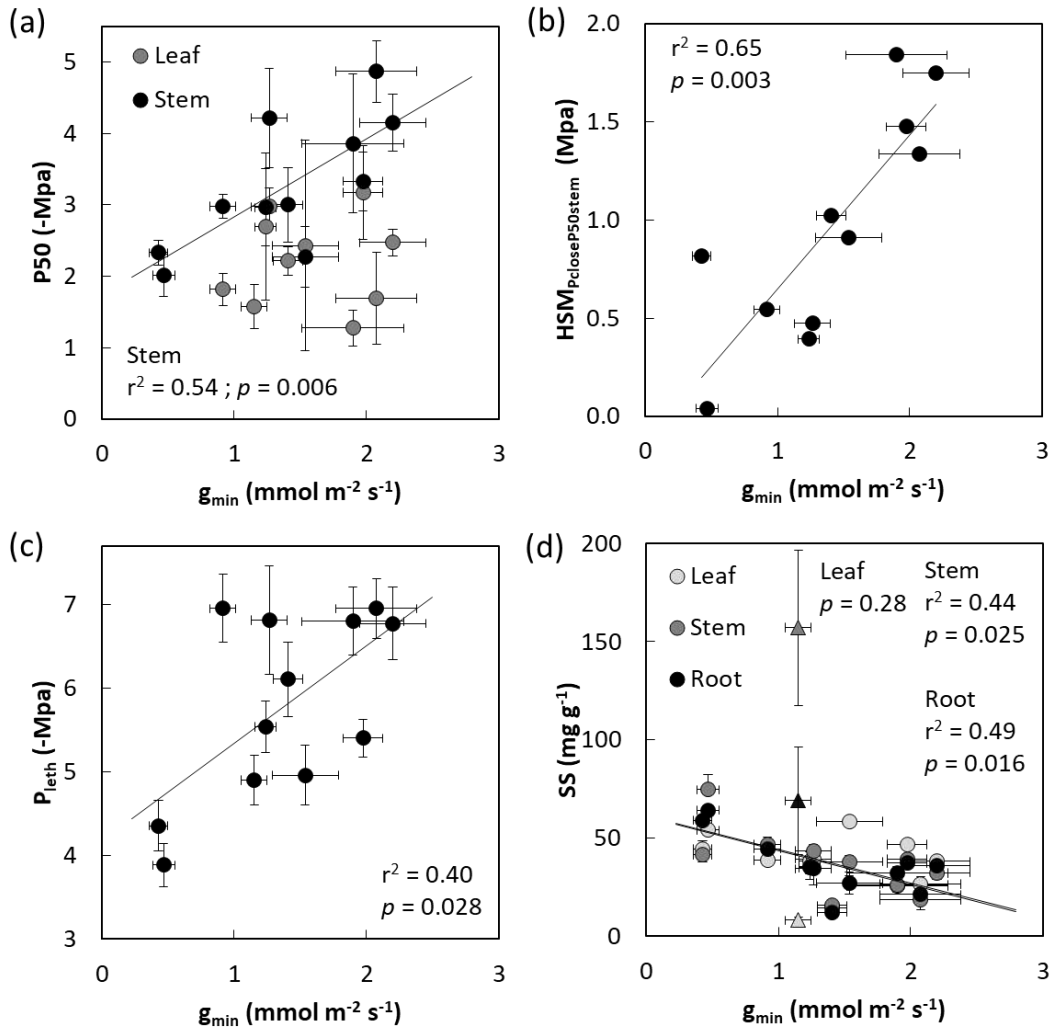 (a)
Leaf
Stem
5
4
3
2
1
0
P50 (-Mpa)
Stem
r² = 0.54 ; p = 0.006
0 1 2 3
gmin (mmol m⁻² s⁻¹)
(b)
r² = 0.65
p = 0.003
2.0
1.5
1.0
0.5
0.0
HSMPcloseP50stem (Mpa)
0 1 2 3
gmin (mmol m⁻² s⁻¹)
(c)
7
6
5
4
3
Pleth (-Mpa)
r² = 0.40
p = 0.028
0 1 2 3
gmin (mmol m⁻² s⁻¹)
(d)
200
150
100
50
0
SS (mg g⁻¹)
Leaf
Stem
Root
Leaf
p = 0.28
Stem
r² = 0.44
p = 0.025
Root
r² = 0.49
p = 0.016
0 1 2 3
gmin (mmol m⁻² s⁻¹)